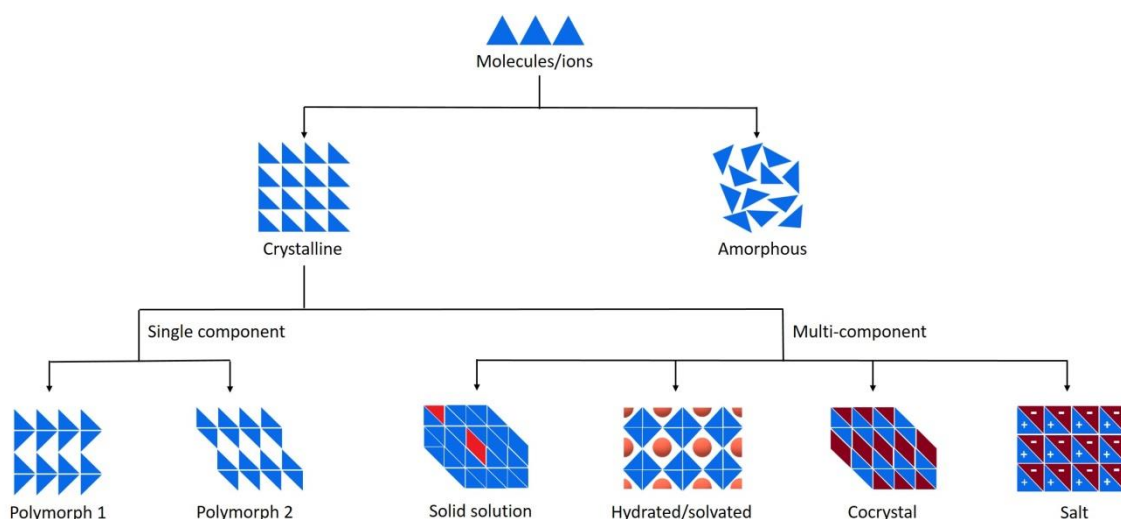 Molecules/ions
Crystalline
Amorphous
Single component
Multi-component
- - - -
+ + + +
- - - -
+ + + +
- - - -
+ + + +
Polymorph 1
Polymorph 2
Solid solution
Hydrated/solvated
Cocrystal
Salt